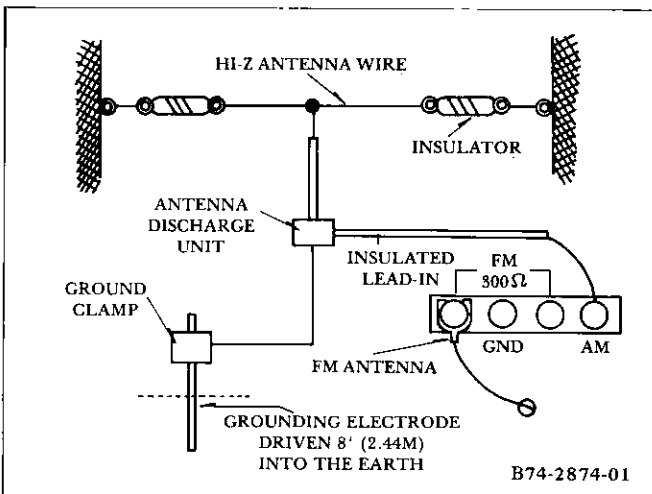 HI-Z ANTENNA WIRE
INSULATOR
ANTENNA
DISCHARGE
UNIT
INSULATED
LEAD-IN
FM
300Ω
GROUND
CLAMP
GND
AM
FM ANTENNA
GROUNDING ELECTRODE
DRIVEN 8' (2.44M)
INTO THE EARTH
B74-2874-01